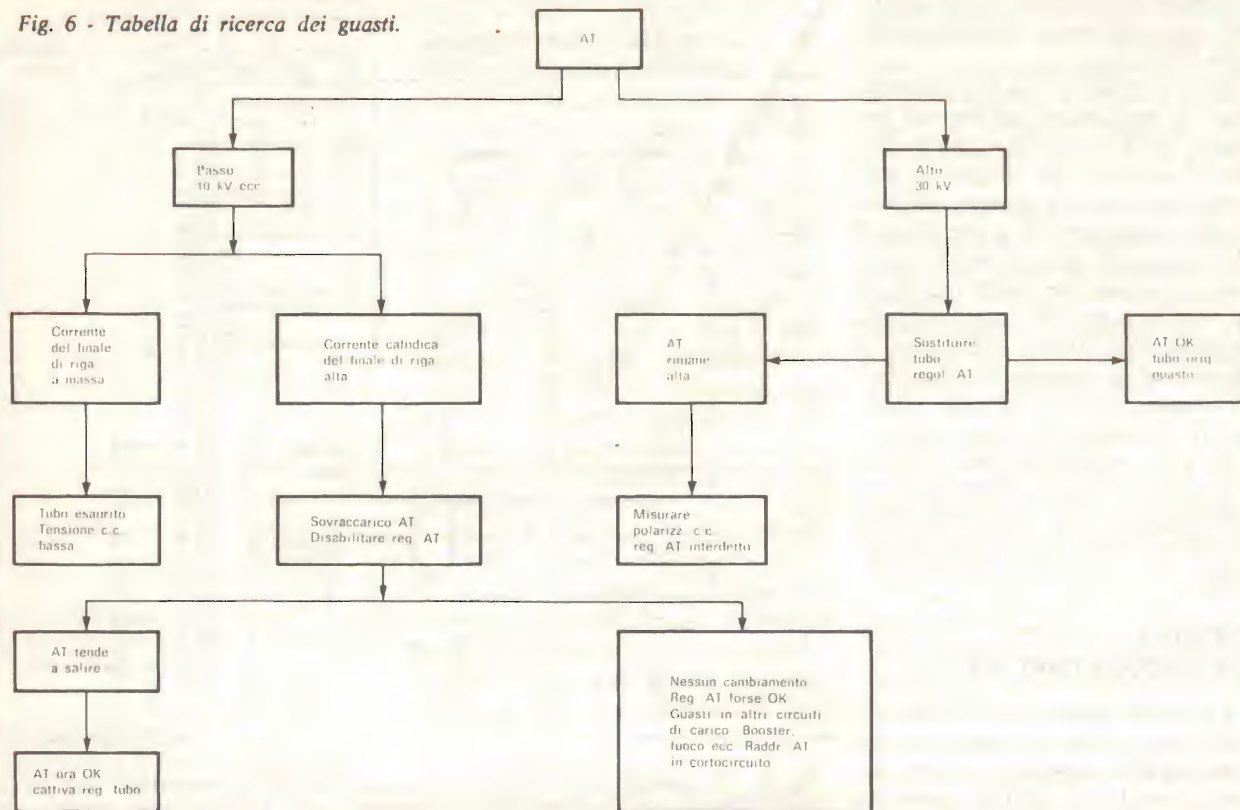 Fig. 6 - Tabella di ricerca dei guasti.
AT
Passo
10 kV ecc
Alto
30 kV
Corrente
del finale
di riga
a massa
Corrente catodica
del finale di riga
alta
AT
rimane
alta
Sostituire
tubo
regol AT
AT OK
tubo orig
guasto
Tubo esaurito
Tensione c.c.
bassa
Sovraccarico AT
Disabilitare reg AT
Misurare
polarizz c.c.
reg AT interdetto
AT tende
a salire
Nessun cambiamento
Reg AT forse OK
Guasti in altri circuiti
di carico Booster,
fuoco ecc Raddr AT
in cortocircuito
AT ora OK
cattiva reg tubo